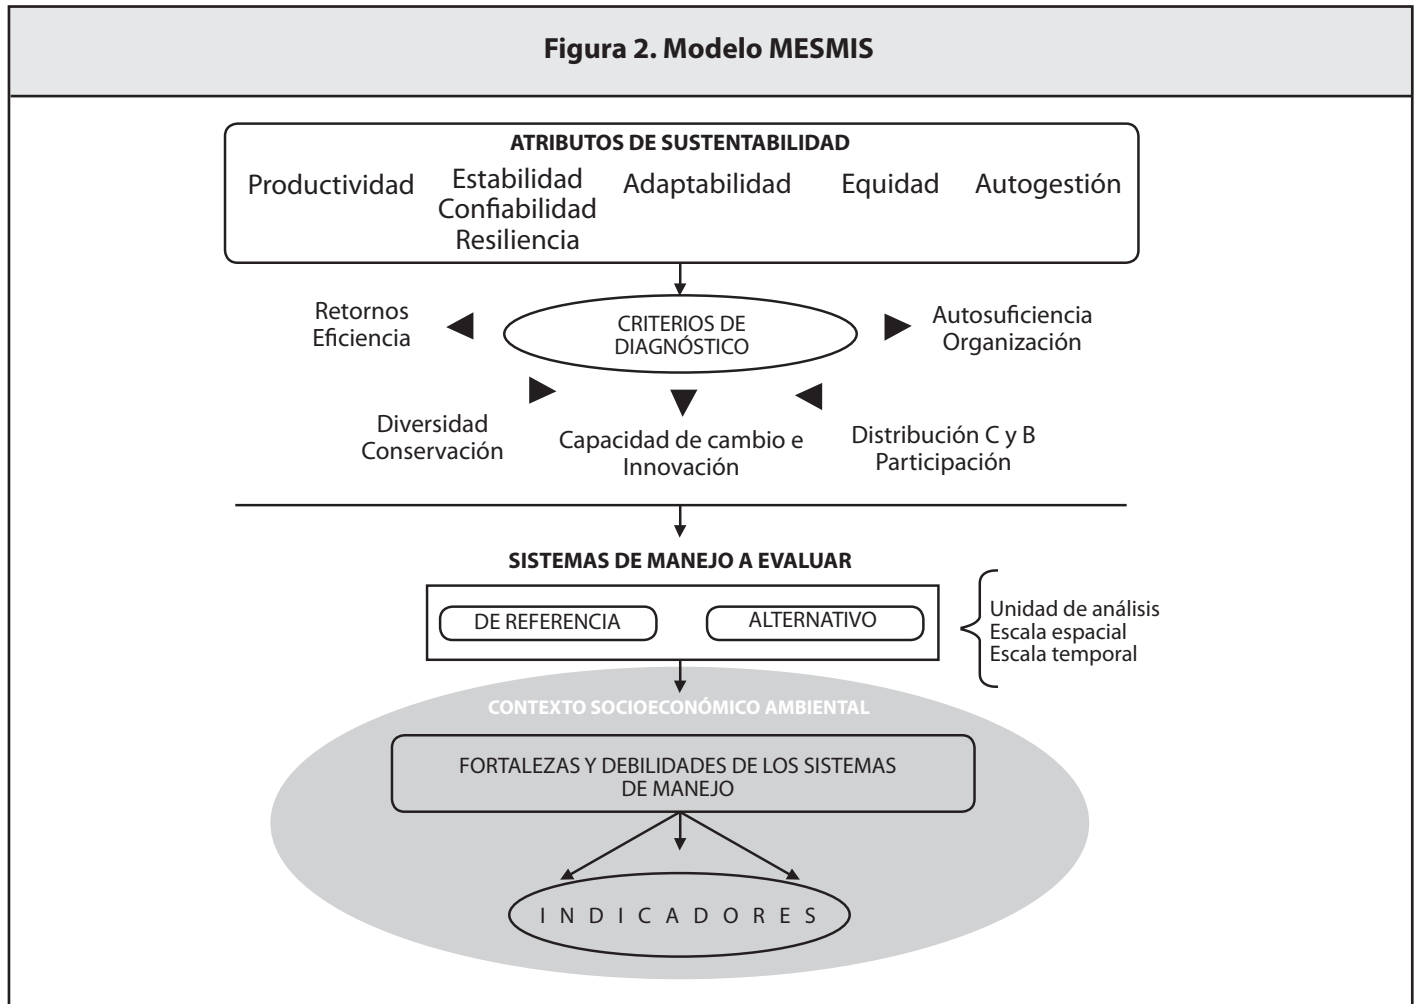 Figura 2. Modelo MESMIS
ATRIBUTOS DE SUSTENTABILIDAD
Productividad
Estabilidad
Confiabilidad
Resiliencia
Adaptabilidad
Equidad
Autogestión
Retornos
Eficiencia
CRITERIOS DE
DIAGNÓSTICO
Autosuficiencia
Organización
Diversidad
Conservación
Capacidad de cambio e
Innovación
Distribución C y B
Participación
SISTEMAS DE MANEJO A EVALUAR
DE REFERENCIA
ALTERNATIVO
Unidad de análisis
Escala espacial
Escala temporal
CONTEXTO SOCIOECONÓMICO AMBIENTAL
FORTALEZAS Y DEBILIDADES DE LOS SISTEMAS
DE MANEJO
I N D I C A D O R E S